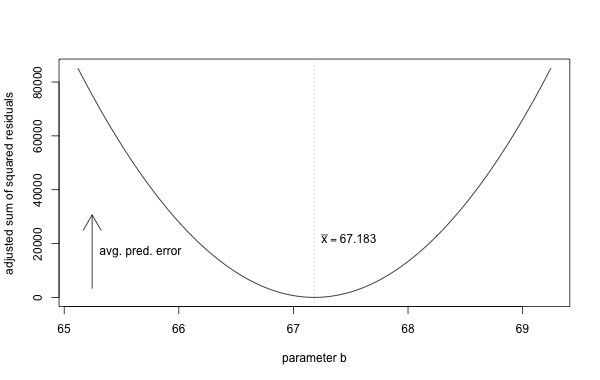 adjusted sum of squared residuals
80000
60000
40000
20000
0
avg. pred. error
x̅ = 67.183
65 66 67 68 69
parameter b